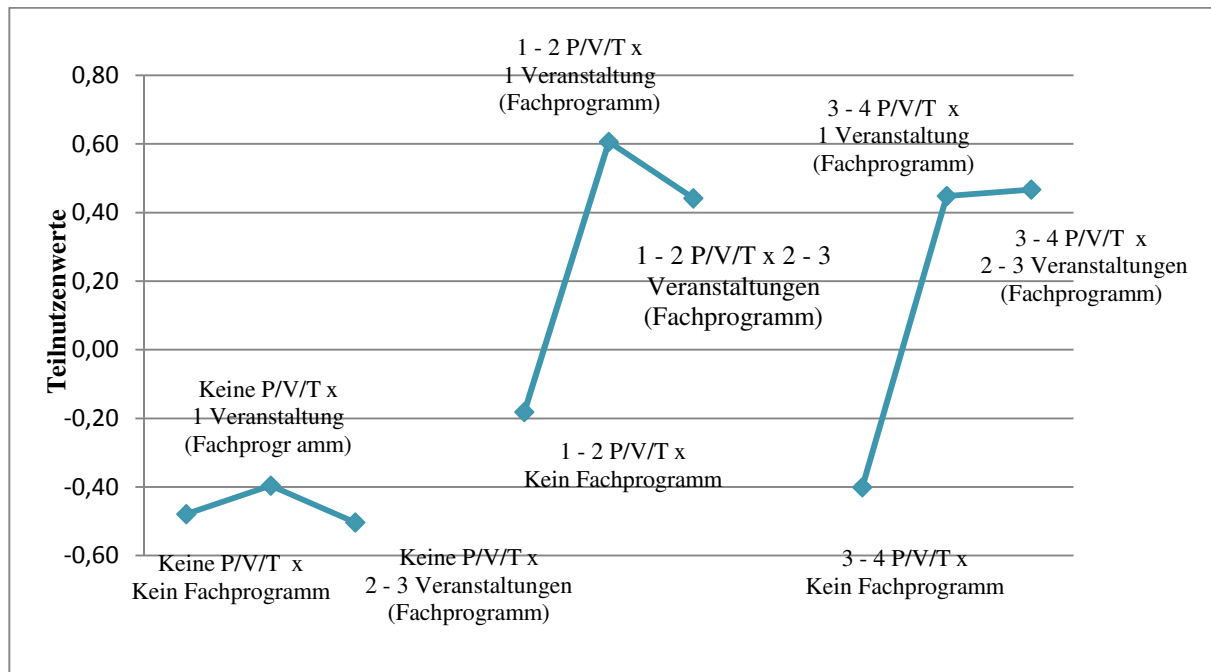 1 - 2 P/V/T x
1 Veranstaltung
(Fachprogramm)
3 - 4 P/V/T x
1 Veranstaltung
(Fachprogramm)
0,80
0,60
0,40
0,20
0,00
-0,20
-0,40
-0,60
Teilnutzenwerte
1 - 2 P/V/T x 2 - 3
Veranstaltungen
(Fachprogramm)
3 - 4 P/V/T x
2 - 3 Veranstaltungen
(Fachprogramm)
Keine P/V/T x
1 Veranstaltung
(Fachprogr amm)
1 - 2 P/V/T x
Kein Fachprogramm
Keine P/V/T x
Kein Fachprogramm
Keine P/V/T x
2 - 3 Veranstaltungen
(Fachprogramm)
3 - 4 P/V/T x
Kein Fachprogramm